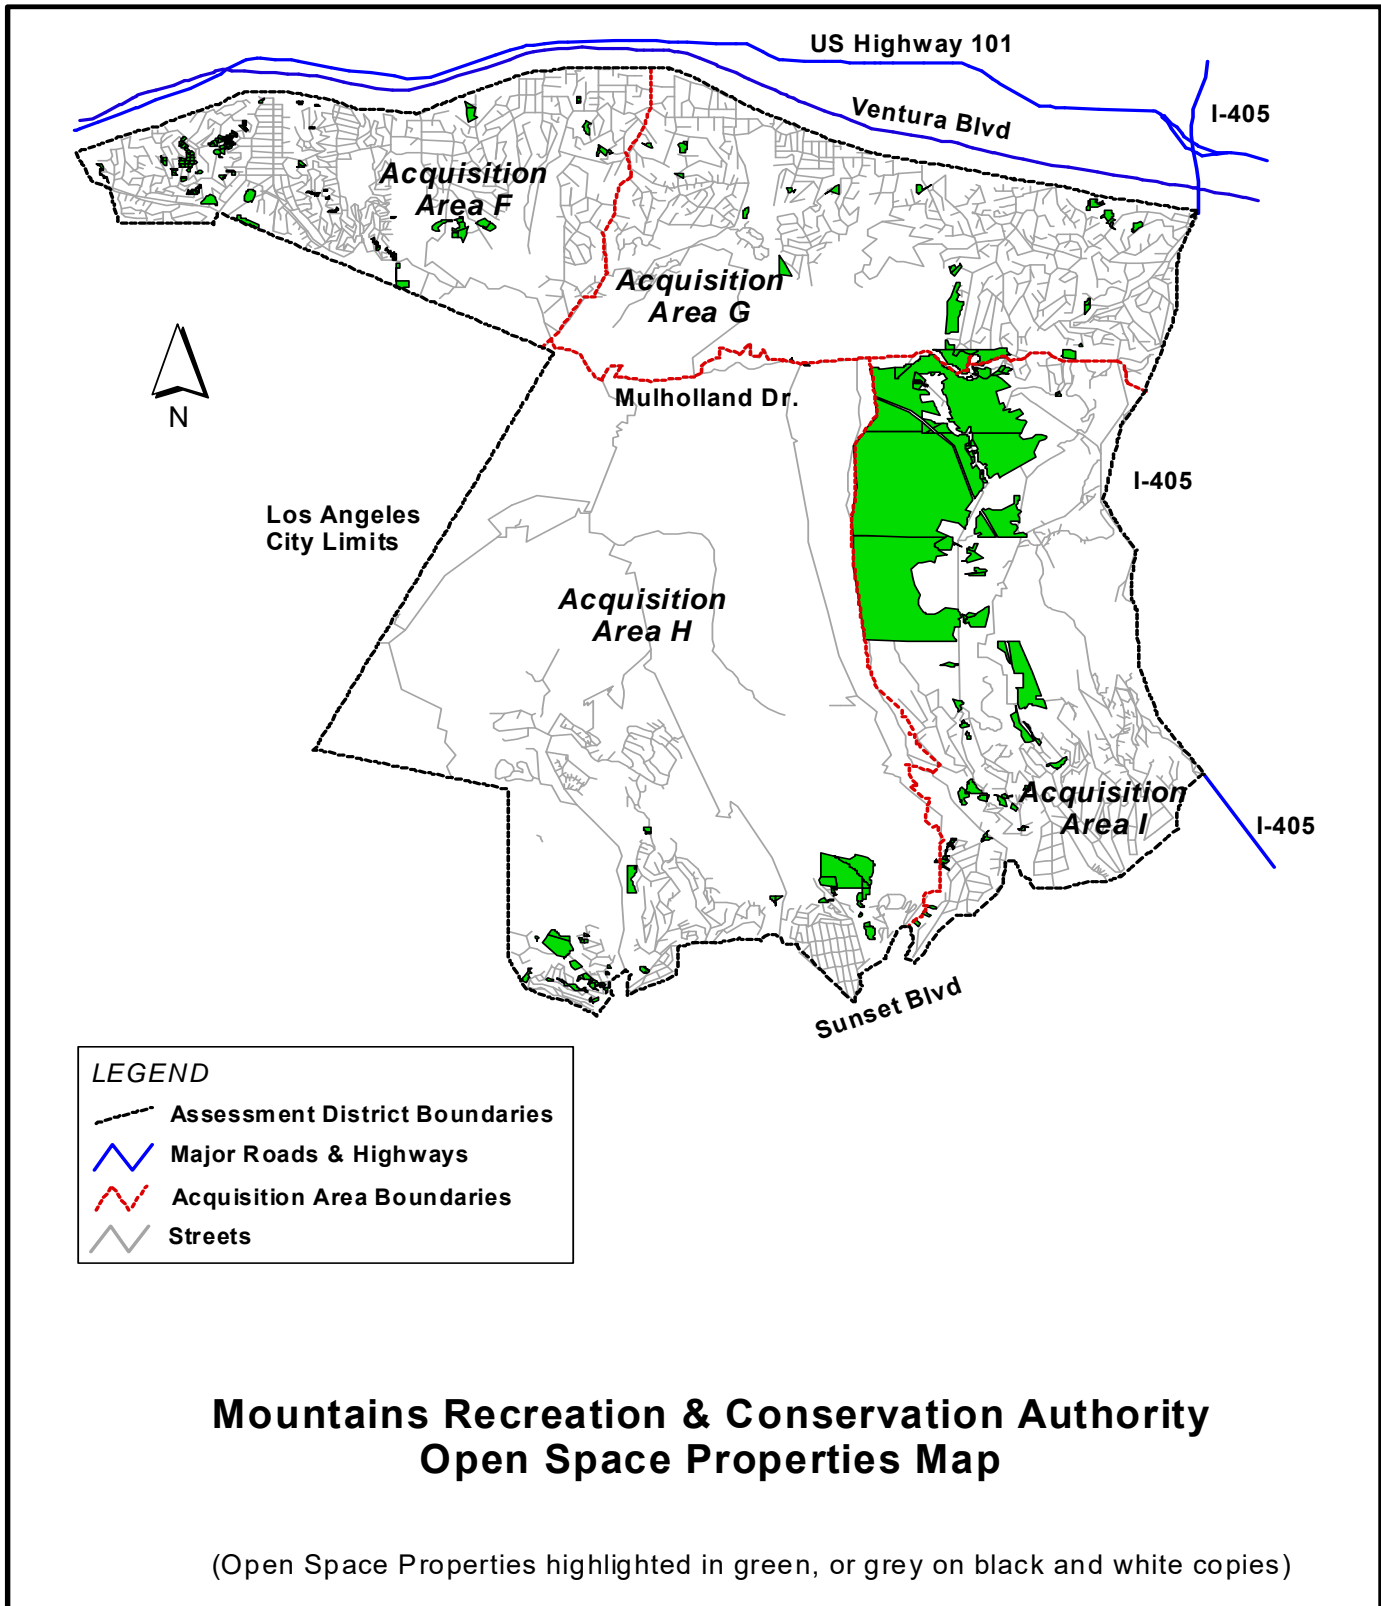 US Highway 101
I-405
Ventura Blvd
Acquisition
Area F
Acquisition
Area G
N
Mulholland Dr.
I-405
Los Angeles
City Limits
Acquisition
Area H
Acquisition
Area I
I-405
Sunset Blvd
LEGEND
Assessment District Boundaries
Major Roads & Highways
Acquisition Area Boundaries
Streets
Mountains Recreation & Conservation Authority
Open Space Properties Map
(Open Space Properties highlighted in green, or grey on black and white copies)